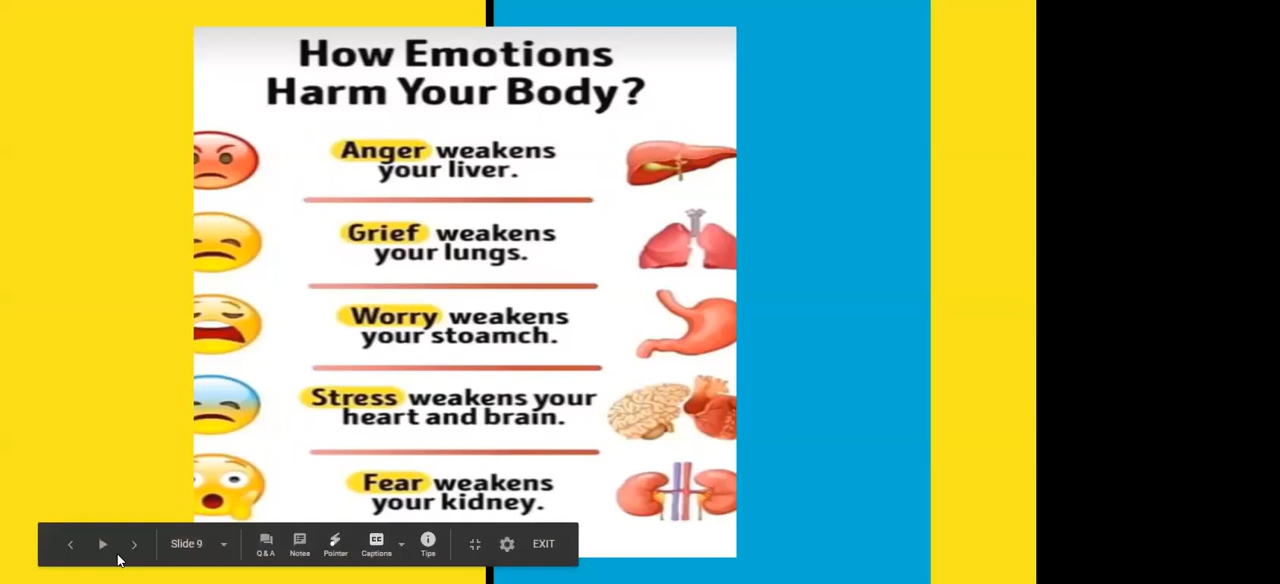 How Emotions
Harm Your Body?
Anger weakens
your liver.
Grief weakens
your lungs.
Worry weakens
your stoamch.
Stress weakens your
heart and brain.
Fear weakens
your kidney.
Slide 9
Q & A
Notes
Pointer
Captions
Tips
EXIT